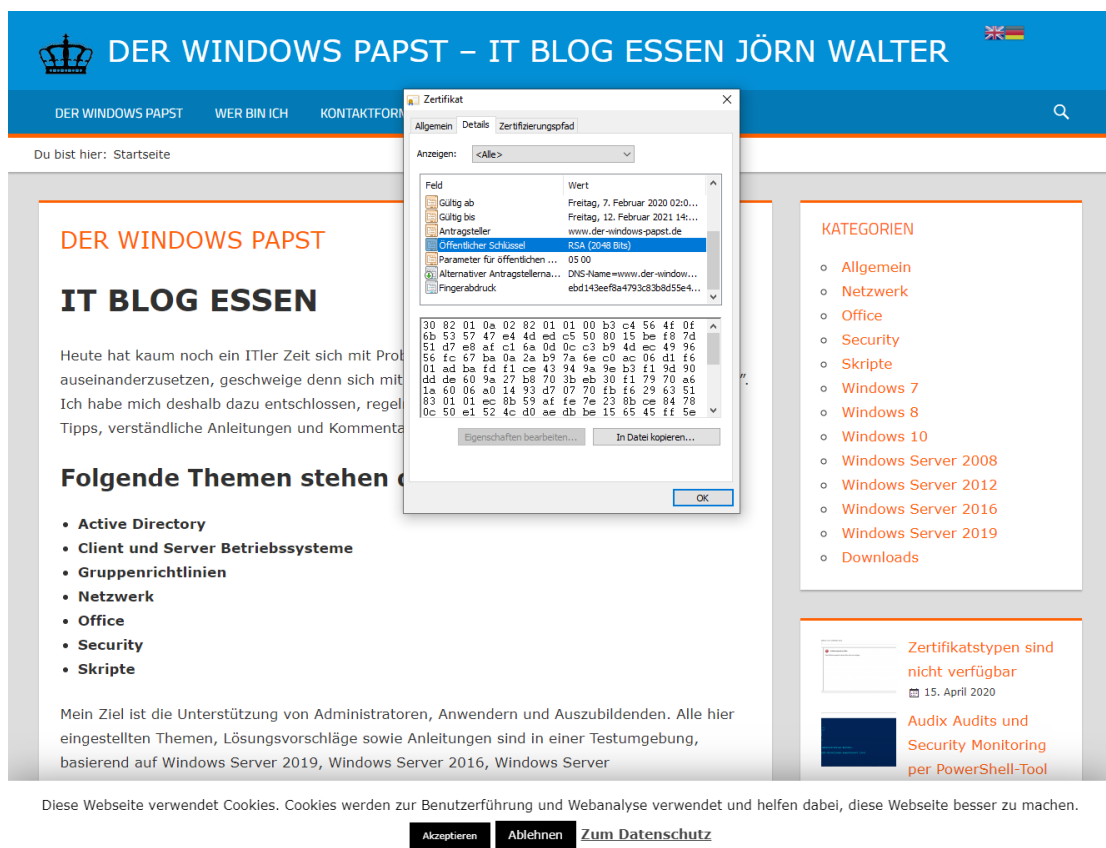 DER WINDOWS PAPST – IT BLOG ESSEN JÖRN WALTER
DER WINDOWS PAPST WER BIN ICH KONTAKTFORM
Du bist hier: Startseite
DER WINDOWS PAPST
IT BLOG ESSEN
Heute hat kaum noch ein ITler Zeit sich mit
auseinanderzusetzen, geschweige denn sich mit ”.
Ich habe mich deshalb dazu entschlossen,
Tipps, verständliche Anleitungen und
Folgende Themen stehen
• Active Directory
• Client und Server Betriebssysteme
• Gruppenrichtlinien
• Netzwerk
• Office
• Security
• Skripte
Mein Ziel ist die Unterstützung von Administratoren, Anwendern und Auszubildenden. Alle hier
eingestellten Themen, Lösungsvorschläge sowie Anleitungen sind in einer Testumgebung,
basierend auf Windows Server 2019, Windows Server 2016, Windows Server
Zertifikat
Allgemein Details Zertifizierungspfad
Anzeigen: <Alle>
Feld Wert
Gültig ab Freitag, 7. Februar 2020 02:0...
Gültig bis Freitag, 12. Februar 2021 14:...
Antragsteller www.der-windows-papst.de
Öffentlicher Schlüssel RSA (2048 Bits)
Parameter für öffentlichen ... 05 00
Alternativer Antragstellerna... DNS-Name=www.der-window...
Fingerabdruck ebd143eef8a4793c83b8d55e4...
30 82 01 0a 02 82 01 01 00 b3 c4 56 4f 0f
6b 53 57 47 e4 4d ed c5 50 80 15 be f8 7d
51 d7 e8 af c1 6a 0d 0c c3 b9 4d ec 49 96
56 fc 67 ba 0a 2a b9 7a 6e c0 ac 06 d1 f6
01 ad ba fd f1 ce 43 94 9a 9e b3 f1 9d 90
dd de 60 9a 27 b8 70 3b eb 30 f1 79 70 a6
1a 60 06 a0 14 93 d7 07 70 fb f6 29 63 51
83 01 01 ec 8b 59 af fe 7e 23 8b ce 84 78
0c 50 e1 52 4c d0 ae db be 15 65 45 ff 5e
Eigenschaften bearbeiten... In Datei kopieren...
OK
KATEGORIEN
Allgemein
Netzwerk
Office
Security
Skripte
Windows 7
Windows 8
Windows 10
Windows Server 2008
Windows Server 2012
Windows Server 2016
Windows Server 2019
Downloads
Zertifikatstypen sind
nicht verfügbar
15. April 2020
Audix Audits und
Security Monitoring
per PowerShell-Tool
Diese Webseite verwendet Cookies. Cookies werden zur Benutzerführung und Webanalyse verwendet und helfen dabei, diese Webseite besser zu machen.
Akzeptieren Ablehnen Zum Datenschutz